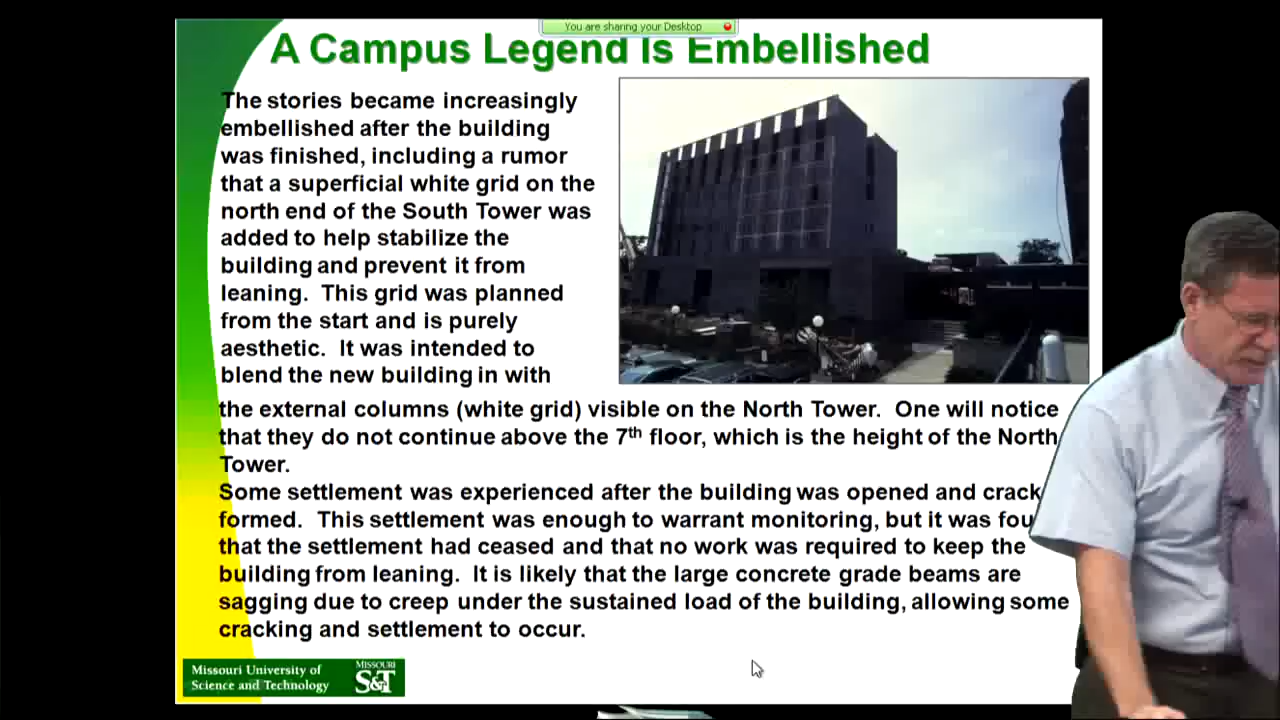 You are sharing your Desktop
A Campus Legend Is Embellished
The stories became increasingly
embellished after the building
was finished, including a rumor
that a superficial white grid on the
north end of the South Tower was
added to help stabilize the
building and prevent it from
leaning. This grid was planned
from the start and is purely
aesthetic. It was intended to
blend the new building in with
the external columns (white grid) visible on the North Tower. One will notice
that they do not continue above the 7th floor, which is the height of the North
Tower.
Some settlement was experienced after the building was opened and crack
formed. This settlement was enough to warrant monitoring, but it was
that the settlement had ceased and that no work was required to keep the
building from leaning. It is likely that the large concrete grade beams are
sagging due to creep under the sustained load of the building, allowing some
cracking and settlement to occur.
Missouri University of
Science and Technology
MISSOURI
S&T